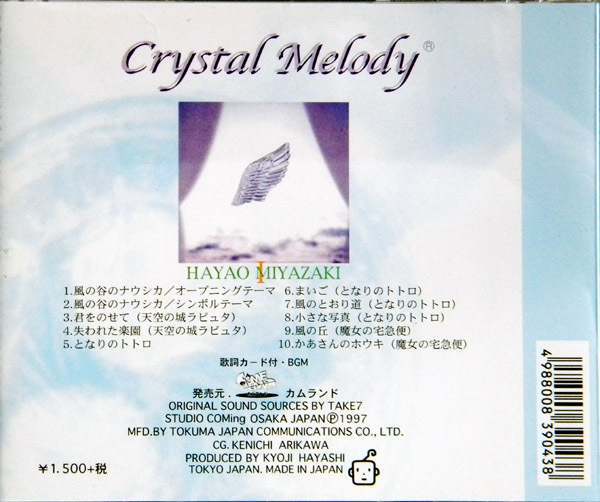 Crystal Melody®
HAYAO MIYAZAKI
I
1.風の谷のナウシカ/オープニングテーマ
2.風の谷のナウシカ/シンボルテーマ
3.君をのせて(天空の城ラピュタ)
4.失われた楽園(天空の城ラピュタ)
5.となりのトトロ
6.まいご(となりのトトロ)
7.風のとおり道(となりのトトロ)
8.小さな写真(となりのトトロ)
9.風の丘(魔女の宅急便)
10.かあさんのホウキ(魔女の宅急便)
歌詞カード付・BGM
発売元. カムランド
ORIGINAL SOUND SOURCES BY TAKE7
STUDIO COMing OSAKA JAPANⓅ1997
MFD.BY TOKUMA JAPAN COMMUNICATIONS CO., LTD.
CG. KENICHI ARIKAWA
PRODUCED BY KYOJI HAYASHI
TOKYO JAPAN. MADE IN JAPAN
¥1.500+税
4 988008 390438